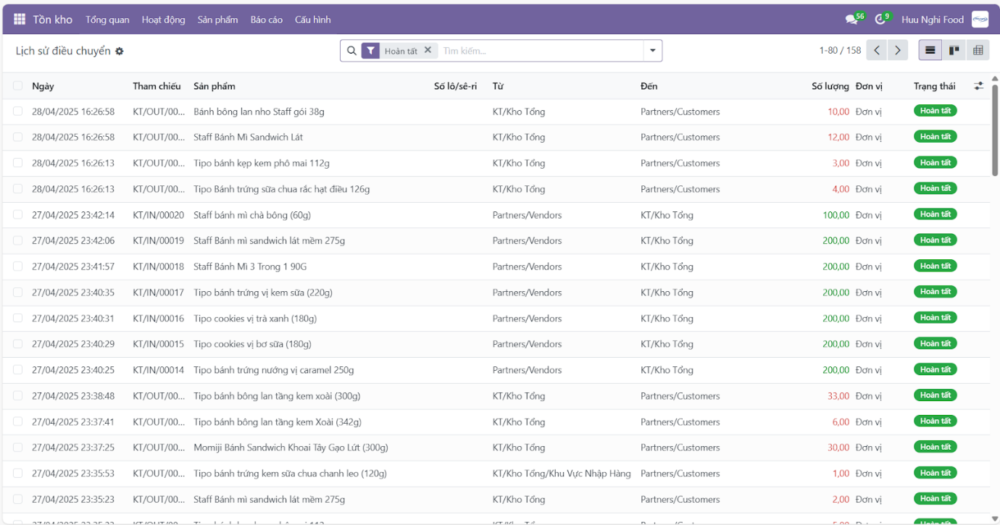 Tồn kho Tổng quan Hoạt động Sản phẩm Báo cáo Cấu hình 56 9 Huu Nghi Food
Lịch sử điều chuyển Hoàn tất Tìm kiếm... 1-80 / 158
Ngày Tham chiếu Sản phẩm Số lô/sê-ri Từ Đến Số lượng Đơn vị Trạng thái
28/04/2025 16:26:58 KT/OUT/00... Bánh bông lan nho Staff gói 38g KT/Kho Tổng Partners/Customers 10,00 Đơn vị Hoàn tất
28/04/2025 16:26:58 KT/OUT/00... Staff Bánh Mì Sandwich Lát KT/Kho Tổng Partners/Customers 12,00 Đơn vị Hoàn tất
28/04/2025 16:26:13 KT/OUT/00... Tipo bánh kẹp kem phô mai 112g KT/Kho Tổng Partners/Customers 3,00 Đơn vị Hoàn tất
28/04/2025 16:26:13 KT/OUT/00... Tipo Bánh trứng sữa chua rắc hạt điều 126g KT/Kho Tổng Partners/Customers 4,00 Đơn vị Hoàn tất
27/04/2025 23:42:14 KT/IN/00020 Staff bánh mì chà bông (60g) Partners/Vendors KT/Kho Tổng 100,00 Đơn vị Hoàn tất
27/04/2025 23:42:06 KT/IN/00019 Staff Bánh mì sandwich lát mềm 275g Partners/Vendors KT/Kho Tổng 200,00 Đơn vị Hoàn tất
27/04/2025 23:41:57 KT/IN/00018 Staff Bánh Mì 3 Trong 1 90G Partners/Vendors KT/Kho Tổng 200,00 Đơn vị Hoàn tất
27/04/2025 23:40:35 KT/IN/00017 Tipo bánh trứng vị kem sữa (220g) Partners/Vendors KT/Kho Tổng 200,00 Đơn vị Hoàn tất
27/04/2025 23:40:31 KT/IN/00016 Tipo cookies vị trà xanh (180g) Partners/Vendors KT/Kho Tổng 200,00 Đơn vị Hoàn tất
27/04/2025 23:40:29 KT/IN/00015 Tipo cookies vị bơ sữa (180g) Partners/Vendors KT/Kho Tổng 200,00 Đơn vị Hoàn tất
27/04/2025 23:40:25 KT/IN/00014 Tipo bánh trứng nướng vị caramel 250g Partners/Vendors KT/Kho Tổng 200,00 Đơn vị Hoàn tất
27/04/2025 23:38:48 KT/OUT/00... Tipo bánh bông lan tầng kem xoài (300g) KT/Kho Tổng Partners/Customers 33,00 Đơn vị Hoàn tất
27/04/2025 23:37:41 KT/OUT/00... Tipo bánh bông lan tầng kem Xoài (342g) KT/Kho Tổng Partners/Customers 6,00 Đơn vị Hoàn tất
27/04/2025 23:37:25 KT/OUT/00... Momiji Bánh Sandwich Khoai Tây Gạo Lứt (300g) KT/Kho Tổng Partners/Customers 30,00 Đơn vị Hoàn tất
27/04/2025 23:35:53 KT/OUT/00... Tipo bánh trứng kem sữa chua chanh leo (120g) KT/Kho Tổng/Khu Vực Nhập Hàng Partners/Customers 1,00 Đơn vị Hoàn tất
27/04/2025 23:35:23 KT/OUT/00... Staff Bánh mì sandwich lát mềm 275g KT/Kho Tổng Partners/Customers 2,00 Đơn vị Hoàn tất